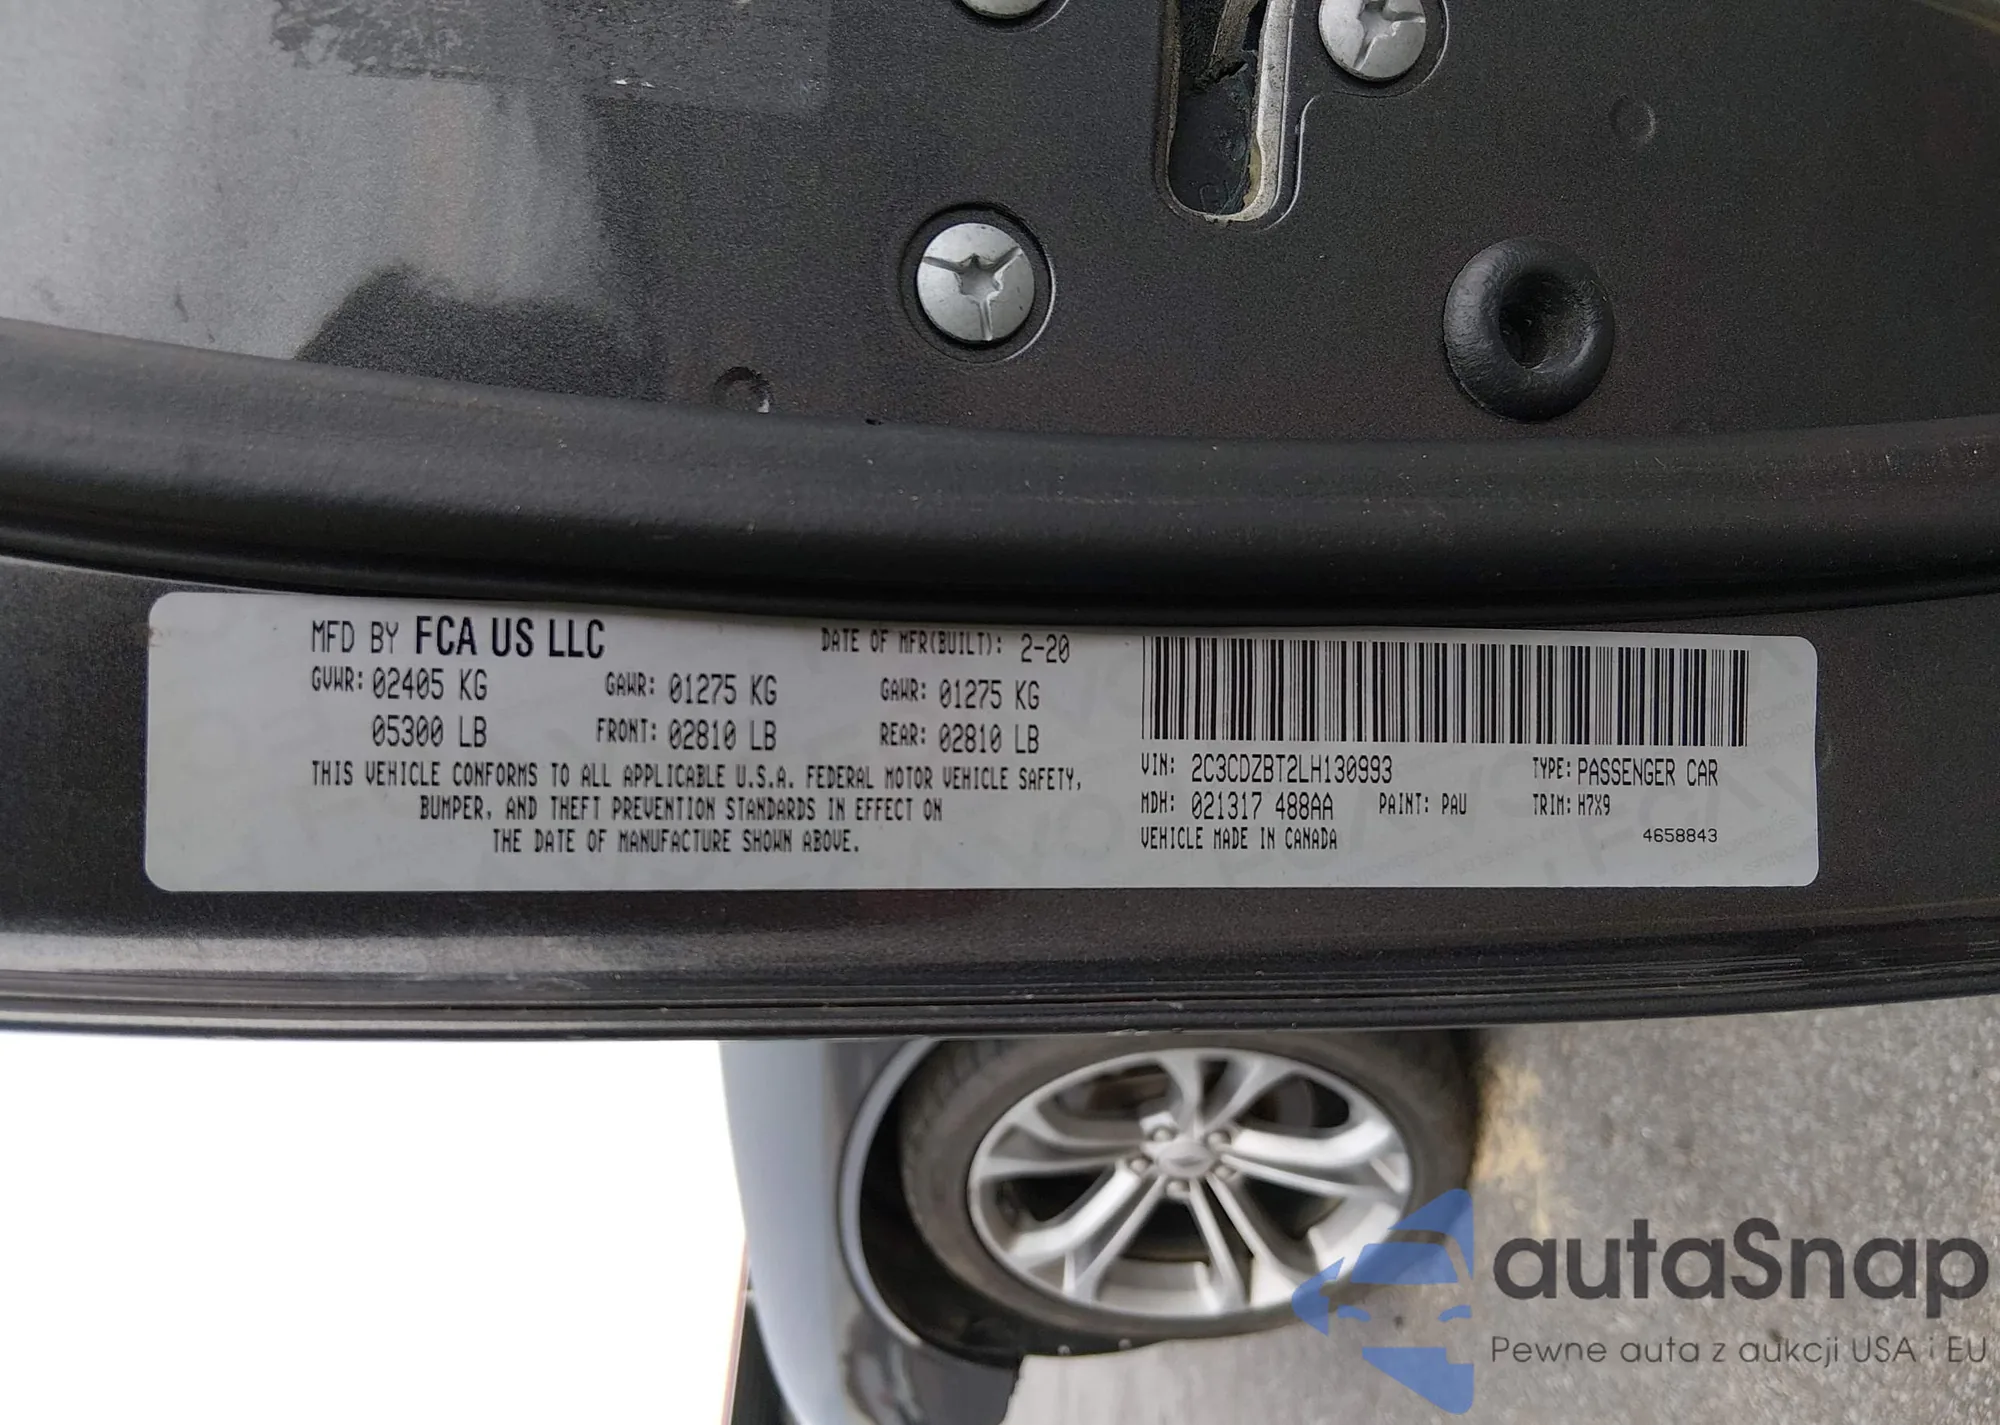 MFD BY FCA US LLC DATE OF MFR(BUILT): 2-20
GVWR: 02405 KG GAWR: 01275 KG GAWR: 01275 KG
05300 LB FRONT: 02810 LB REAR: 02810 LB
THIS VEHICLE CONFORMS TO ALL APPLICABLE U.S.A. FEDERAL MOTOR VEHICLE SAFETY,
BUMPER, AND THEFT PREVENTION STANDARDS IN EFFECT ON
THE DATE OF MANUFACTURE SHOWN ABOVE.
VIN: 2C3CDZBT2LH130993 TYPE: PASSENGER CAR
MDH: 021317 488AA PAINT: PAU TRIM: H7X9
VEHICLE MADE IN CANADA 4658843
autaSnap
Pewne auta z aukcji USA i EU